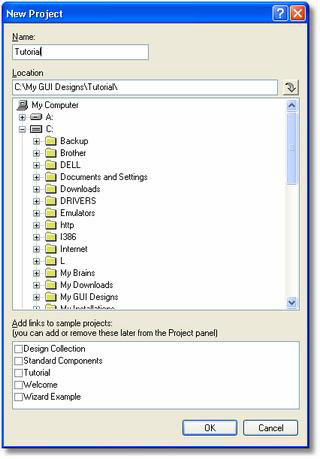 New Project
Name:
Tutorial
Location
C:\My GUI Designs\Tutorial\
My Computer
A:
C:
Backup
Brother
DELL
Documents and Settings
Downloads
DRIVERS
Emulators
http
I386
Internet
L
My Brains
My Downloads
My GUI Designs
My Installations
Add links to sample projects:
(you can add or remove these later from the Project panel)
Design Collection
Standard Components
Tutorial
Welcome
Wizard Example
OK
Cancel